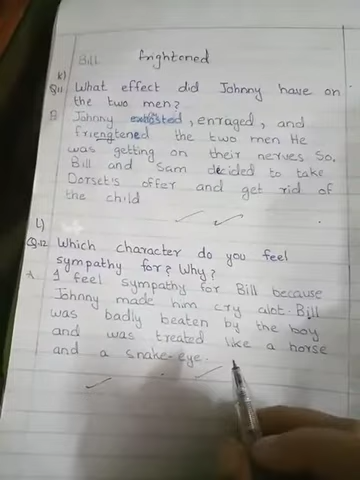 Bill frightened
k)
Q11. What effect did Johnny have on
the two men?
Johnny exhosted, enraged, and
friengtened the two men He
was getting on their nerves So,
Bill and Sam decided to take
Dorset's offer and get rid of
the child
L)
Q.12 Which character do you feel
sympathy for? Why?
A. I feel sympathy for Bill because
Johnny made him cry alot. Bill
was badly beaten by the boy
and was treated like a horse
and a snake-eye.